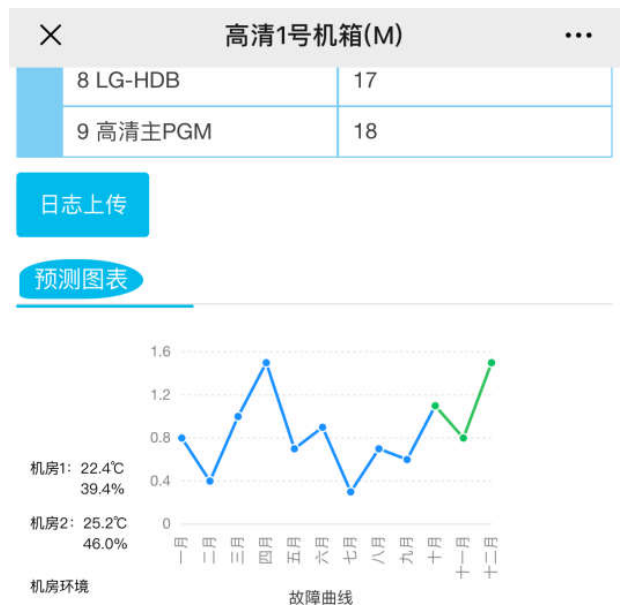 × 高清1号机箱(M) •••
8 LG-HDB 17
9 高清主PGM 18
日志上传
预测图表
1.6
1.2
0.8
0.4
0
机房1: 22.4℃
39.4%
机房2: 25.2℃
46.0%
机房环境
一月 二月 三月 四月 五月 六月 七月 八月 九月 十月 十一月 十二月
故障曲线